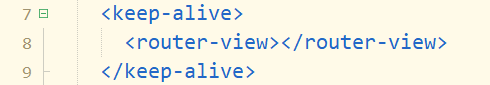 7 <keep-alive>
8 <router-view></router-view>
9 </keep-alive>